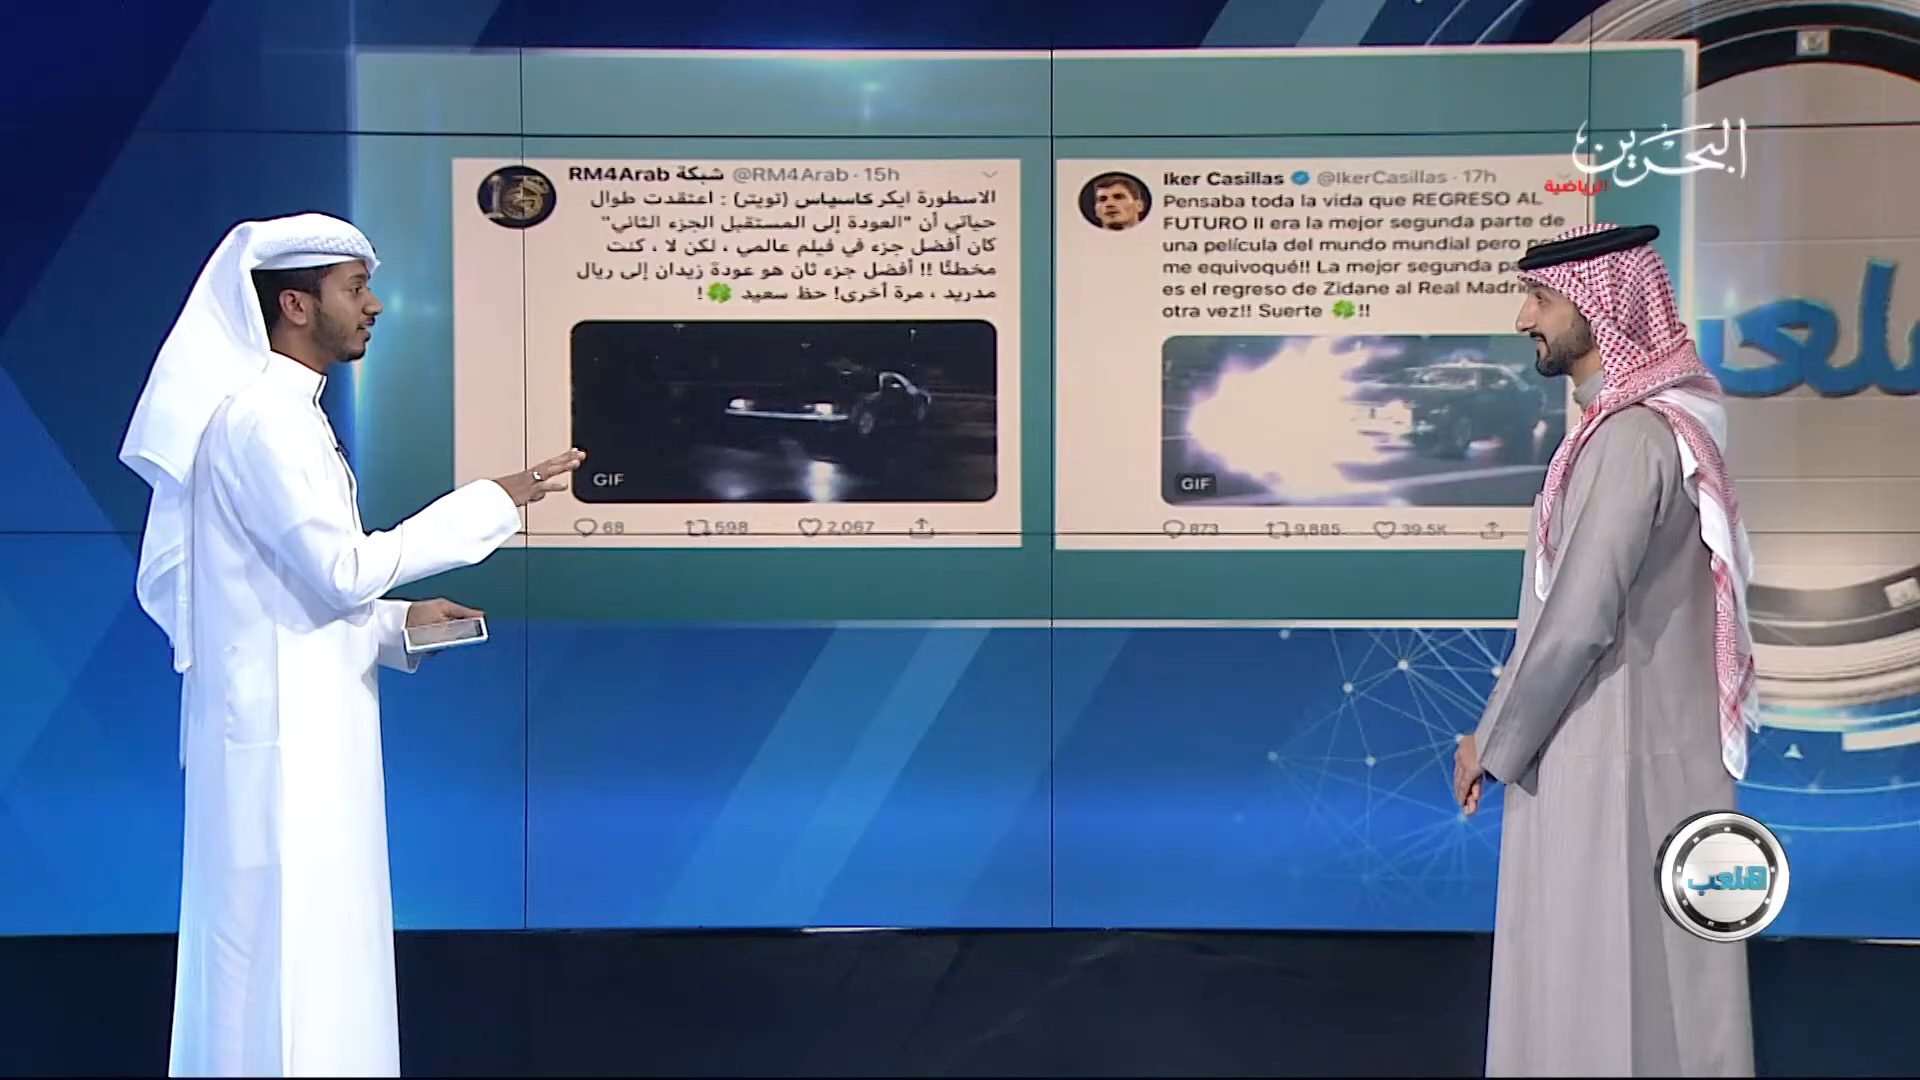 شبكة RM4Arab @RM4Arab · 15h
الاسطورة ايكر كاسياس (تويتر) : اعتقدت طوال
حياتي أن "العودة إلى المستقبل الجزء الثاني"
كان أفضل جزء في فيلم عالمي ، لكن لا ، كنت
مخطئًا !! أفضل جزء ثان هو عودة زيدان إلى ريال
مدريد ، مرة أخرى! حظ سعيد 🍀!
GIF
68 598 2,067
Iker Casillas @IkerCasillas · 17h
Pensaba toda la vida que REGRESO AL
FUTURO II era la mejor segunda parte de
una película del mundo mundial pero
me equivoqué!! La mejor segunda
es el regreso de Zidane al Real Madrid
otra vez!! Suerte 🍀!!
GIF
873 9,885 39.5K
البحرين
الرياضية
هلعب